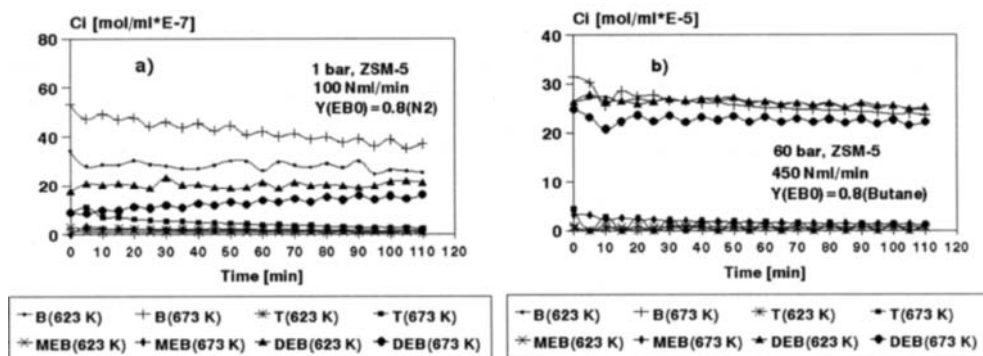 Ci [mol/ml*E-7]
80
60
40
20
0
a)
1 bar, ZSM-5
100 Nml/min
Y(EB0)=0.8(N2)
0 10 20 30 40 50 60 70 80 90 100 110 120
Time [min]
B(623 K) B(673 K) T(623 K) T(673 K)
MEB(623 K) MEB(673 K) DEB(623 K) DEB(673 K)
Ci [mol/ml*E-5]
40
30
20
10
0
b)
60 bar, ZSM-5
450 Nml/min
Y(EB0)=0.8(Butane)
0 10 20 30 40 50 60 70 80 90 100 110 120
Time [min]
B(623 K) B(673 K) T(623 K) T(673 K)
MEB(623 K) MEB(673 K) DEB(623 K) DEB(673 K)